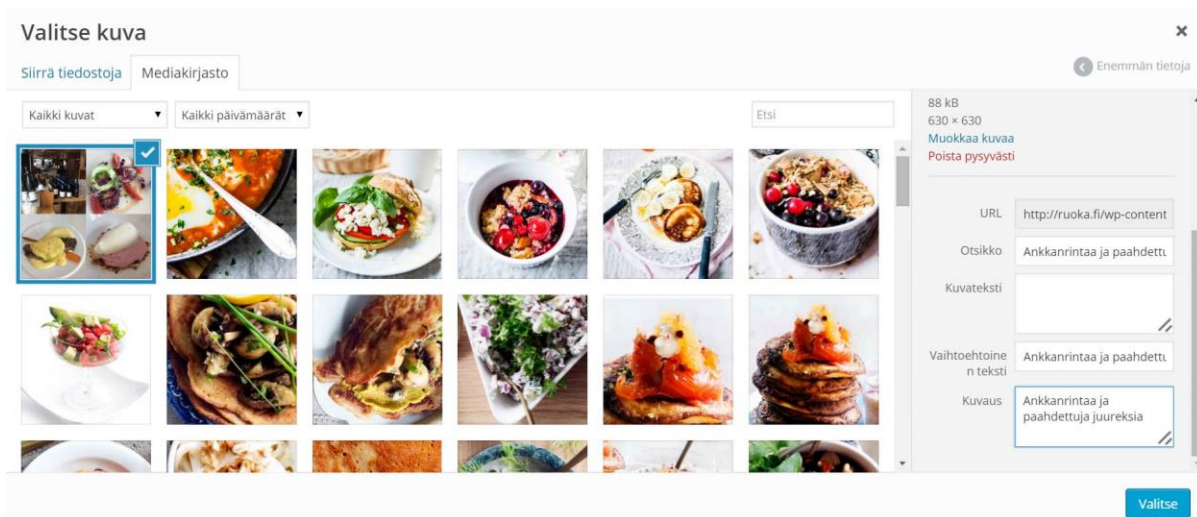 Valitse kuva
Siirrä tiedostoja
Mediakirjasto
Enemmän tietoja
Kaikki kuvat
Kaikki päivämäärät
Etsi
88 kB
630 × 630
Muokkaa kuvaa
Poista pysyvästi
URL
http://ruoka.fi/wp-content
Otsikko
Ankkanrintaa ja paahdettu
Kuvateksti
Vaihtoehtoine
n teksti
Ankkanrintaa ja paahdettu
Kuvaus
Ankkanrintaa ja
paahdettuja juureksia
Valitse